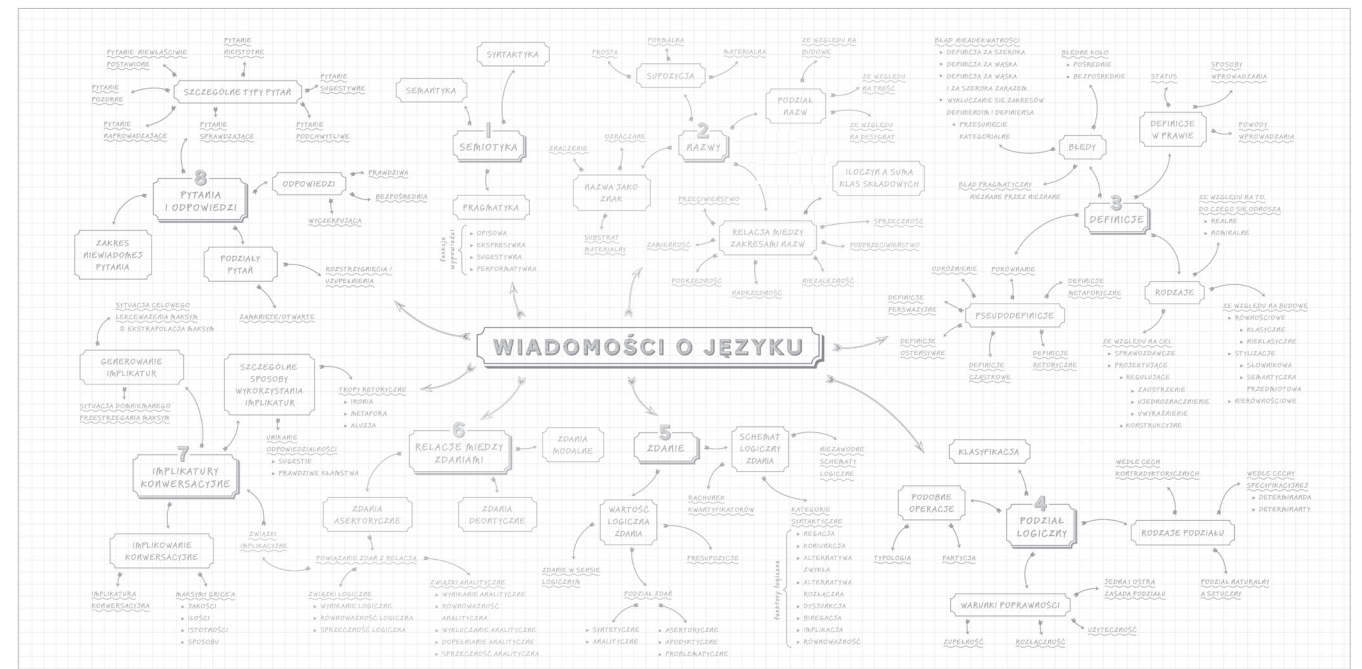 WIADOMOŚCI O JĘZYKU
1
SEMIOTYKA
SEMANTYKA
SYNTAKTYKA
PRAGMATYKA
funkcje
wypowiedzi
▸ OPISOWA
▸ EKSPRESYWNA
▸ SUGESTYWNA
▸ PERFORMATYWNA
2
NAZWY
SUPOZYCJA
PROSTA
FORMALNA
MATERIALNA
PODZIAŁ
NAZW
ZE WZGLĘDU NA
BUDOWĘ
ZE WZGLĘDU
NA TREŚĆ
ZE WZGLĘDU
NA DESYGNAT
NAZWA JAKO
ZNAK
ZNACZENIE
OZNACZANE
SUBSTRAT
MATERIALNY
RELACJA MIĘDZY
ZAKRESAMI NAZW
ILOCZYN A SUMA
KLAS SKŁADOWYCH
PRZECIWIEŃSTWO
ZAMIENNOŚĆ
PODRZĘDNOŚĆ
NADRZĘDNOŚĆ
NIEZALEŻNOŚĆ
PODPRZECIWIEŃSTWO
SPRZECZNOŚĆ
3
DEFINICJE
BŁĘDY
BŁĄD NIEADEKWATNOŚCI
▸ DEFINICJA ZA SZEROKA
▸ DEFINICJA ZA WĄSKA
▸ DEFINICJA ZA WĄSKA
I ZA SZEROKA ZARAZEM
▸ WYKLUCZANIE SIĘ ZAKRESÓW
DEFINIENDUM I DEFINIENSA
▸ PRZESUNIĘCIE
KATEGORIALNE
BŁĘDNE KOŁO
▸ POŚREDNIE
▸ BEZPOŚREDNIE
BŁĄD PRAGMATYCZNY
NIEZNANE PRZEZ NIEZNANE
DEFINICJE
W PRAWIE
STATUS
SPOSOBY
WPROWADZANIA
POWODY
WPROWADZANIA
RODZAJE
ZE WZGLĘDU NA TO,
DO CZEGO SIĘ ODNOSZĄ
▸ REALNE
▸ NOMINALNE
ZE WZGLĘDU NA BUDOWĘ
▸ RÓWNOŚCIOWE
▸ KLASYCZNE
▸ NIEKLASYCZNE
▸ STYLIZACJE
▸ SŁOWNIKOWA
▸ SEMANTYCZNA
▸ PRZEDMIOTOWA
▸ NIERÓWNOŚCIOWE
ZE WZGLĘDU NA CEL
▸ SPRAWOZDAWCZE
▸ PROJEKTUJĄCE
▸ REGULUJĄCE
▸ ZAOSTRZENIE
▸ UJEDNOZNACZNIENIE
▸ UWYRAŹNIENIE
▸ KONSTRUKCYJNE
PSEUDODEFINICJE
ODRÓŻNIENIE
PORÓWNANIE
DEFINICJE
METAFORYCZNE
DEFINICJE
PERSWAZYJNE
DEFINICJE
OSTENSYWNE
DEFINICJE
CZĄSTKOWE
DEFINICJE
RETORYCZNE
4
PODZIAŁ
LOGICZNY
KLASYFIKACJA
PODOBNE
OPERACJE
TYPOLOGIA
PARTYCJA
RODZAJE PODZIAŁU
WEDLE CECH
KONTRADYKTORYCZNYCH
WEDLE CECHY
SPECYFIKACYJNEJ
▸ DETERMINANDA
▸ DETERMINANTY
PODZIAŁ NATURALNY
A SZTUCZNY
WARUNKI POPRAWNOŚCI
JEDNA I OSTRA
ZASADA PODZIAŁU
UŻYTECZNOŚĆ
ROZŁĄCZNOŚĆ
ZUPEŁNOŚĆ
5
ZDANIE
SCHEMAT
LOGICZNY
ZDANIA
NIEZAWODNE
SCHEMATY
LOGICZNE
RACHUNEK
KWANTYFIKATORÓW
KATEGORIE
SYNTAKTYCZNE
funktory logiczne
▸ NEGACJA
▸ KONIUNKCJA
▸ ALTERNATYWA
ZWYKŁA
▸ ALTERNATYWA
ROZŁĄCZNA
▸ DYSJUNKCJA
▸ BINEGACJA
▸ IMPLIKACJA
▸ RÓWNOWAŻNOŚĆ
WARTOŚĆ
LOGICZNA
ZDANIA
ZDANIE W SENSIE
LOGICZNYM
PRESUPOZYCJE
PODZIAŁ ZDAŃ
▸ SYNTETYCZNE
▸ ANALITYCZNE
▸ ASERTORYCZNE
▸ APODYKTYCZNE
▸ PROBLEMATYCZNE
6
RELACJE MIĘDZY
ZDANIAMI
ZDANIA
MODALNE
ZDANIA
ASERTORYCZNE
ZDANIA
DEONTYCZNE
POWIĄZANIE ZDAŃ Z RELACJĄ
ZWIĄZKI
IMPLIKACYJNE
ZWIĄZKI LOGICZNE
▸ WYNIKANIE LOGICZNE
▸ RÓWNOWAŻNOŚĆ LOGICZNA
▸ SPRZECZNOŚĆ LOGICZNA
ZWIĄZKI ANALITYCZNE
▸ WYNIKANIE ANALITYCZNE
▸ RÓWNOWAŻNOŚĆ
ANALITYCZNA
▸ WYKLUCZANIE ANALITYCZNE
▸ DOPEŁNIANIE ANALITYCZNE
▸ SPRZECZNOŚĆ ANALITYCZNA
7
IMPLIKATURY
KONWERSACYJNE
GENEROWANIE
IMPLIKATUR
SYTUACJA CELOWEGO
LEKCEWAŻENIA MAKSYM
EKSTRAPOLACJA MAKSYM
SYTUACJA DOMNIEMANEGO
PRZESTRZEGANIA MAKSYM
SZCZEGÓLNE
SPOSOBY
WYKORZYSTANIA
IMPLIKATUR
TROPY RETORYCZNE
▸ IRONIA
▸ METAFORA
▸ ALUZJA
UNIKANIE
ODPOWIEDZIALNOŚCI
▸ SUGESTIE
▸ PRAWDZIWE KŁAMSTWA
IMPLIKOWANIE
KONWERSACYJNE
IMPLIKATURA
KONWERSACYJNA
MAKSYMY GRICE'A
▸ JAKOŚCI
▸ ILOŚCI
▸ ISTOTNOŚCI
▸ SPOSOBU
8
PYTANIA
I ODPOWIEDZI
SZCZEGÓLNE TYPY PYTAŃ
PYTANIE NIEWŁAŚCIWIE
POSTAWIONE
PYTANIE
NIEISTOTNE
PYTANIE
SUGESTYWNE
PYTANIE
POZORNE
PYTANIE
NAPROWADZAJĄCE
PYTANIE
SPRAWDZAJĄCE
PYTANIE
PODCHWYTLIWE
ODPOWIEDZI
PRAWDZIWA
BEZPOŚREDNIA
WYCZERPUJĄCA
ZAKRES
NIEWIADOMEJ
PYTANIA
PODZIAŁY
PYTAŃ
ROZSTRZYGNIĘCIA /
UZUPEŁNIENIA
ZAMKNIĘTE/OTWARTE